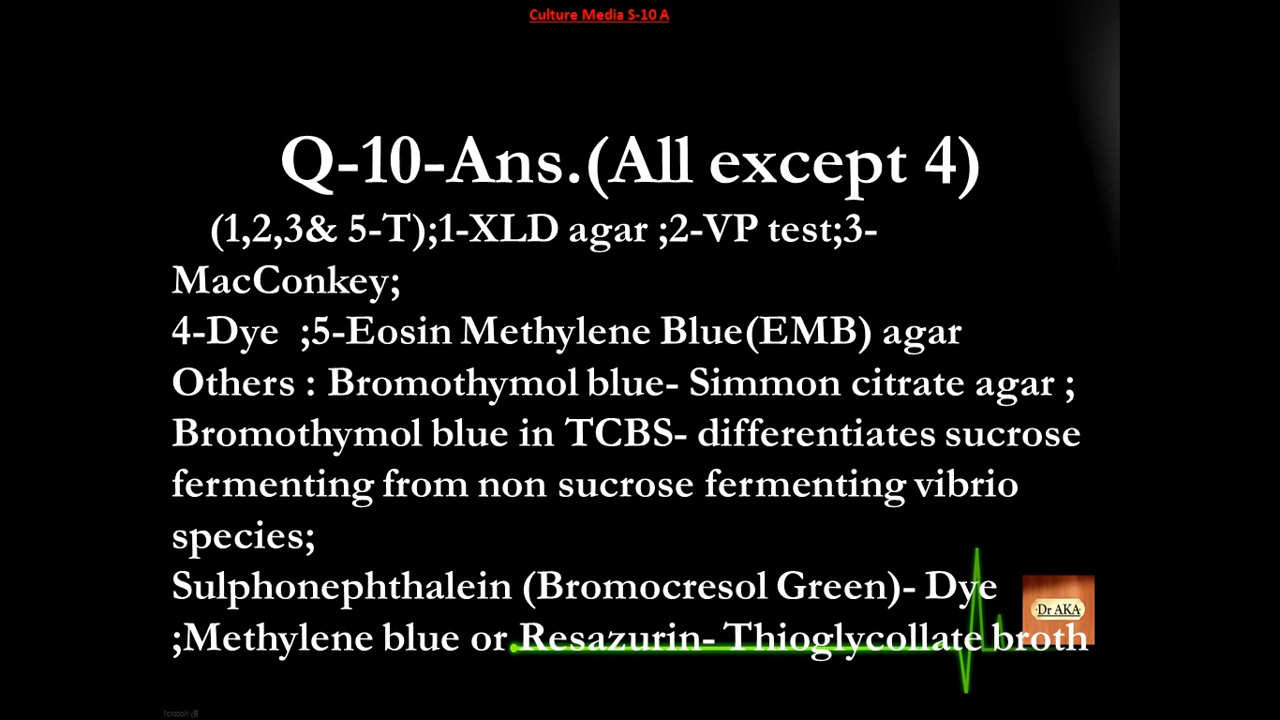 Culture Media S-10 A
Q-10-Ans.(All except 4)
(1,2,3& 5-T);1-XLD agar ;2-VP test;3-
MacConkey;
4-Dye ;5-Eosin Methylene Blue(EMB) agar
Others : Bromothymol blue- Simmon citrate agar ;
Bromothymol blue in TCBS- differentiates sucrose
fermenting from non sucrose fermenting vibrio
species;
Sulphonephthalein (Bromocresol Green)- Dye
;Methylene blue or Resazurin- Thioglycollate broth
Dr AKA